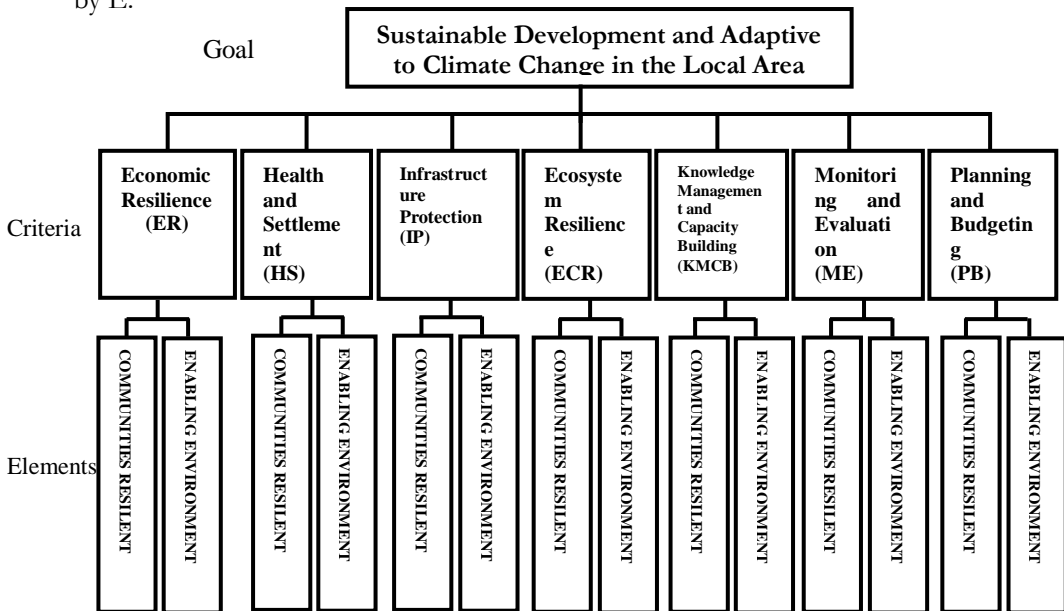 by E.
Goal
Sustainable Development and Adaptive
to Climate Change in the Local Area
Criteria
Economic
Resilience
(ER)
Health
and
Settleme
nt
(HS)
Infrastruct
ure
Protection
(IP)
Ecosyste
m
Resilienc
e
(ECR)
Knowledge
Managemen
t and
Capacity
Building
(KMCB)
Monitori
ng and
Evaluati
on
(ME)
Planning
and
Budgetin
g
(PB)
Elements
COMMUNITIES RESILENT
ENABLING ENVIRONMENT
COMMUNITIES RESILENT
ENABLING ENVIRONMENT
COMMUNITIES RESILENT
ENABLING ENVIRONMENT
COMMUNITIES RESILENT
ENABLING ENVIRONMENT
COMMUNITIES RESILENT
ENABLING ENVIRONMENT
COMMUNITIES RESILENT
ENABLING ENVIRONMENT
COMMUNITIES RESILENT
ENABLING ENVIRONMENT